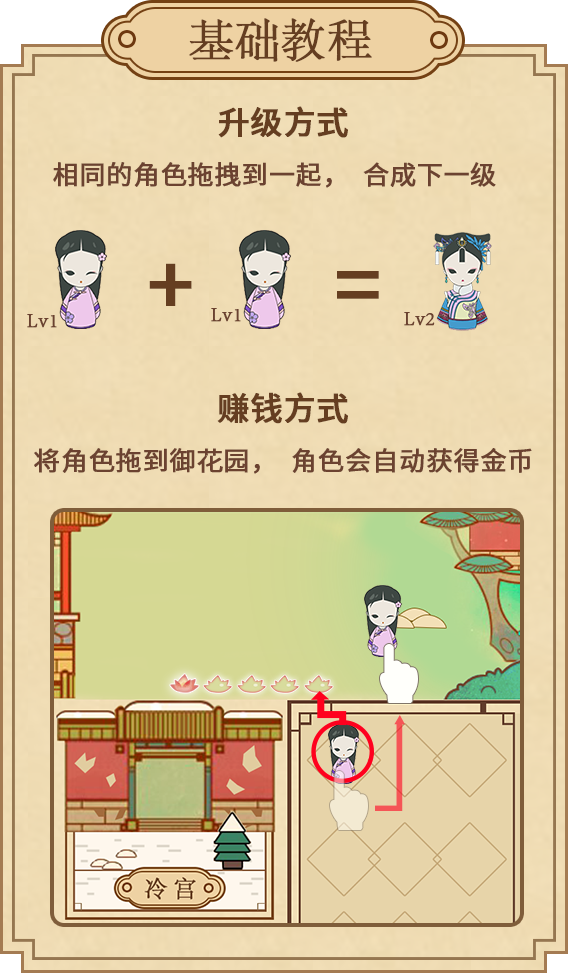 基础教程
升级方式
相同的角色拖拽到一起， 合成下一级
Lv1 + Lv1 = Lv2
赚钱方式
将角色拖到御花园， 角色会自动获得金币
冷宫